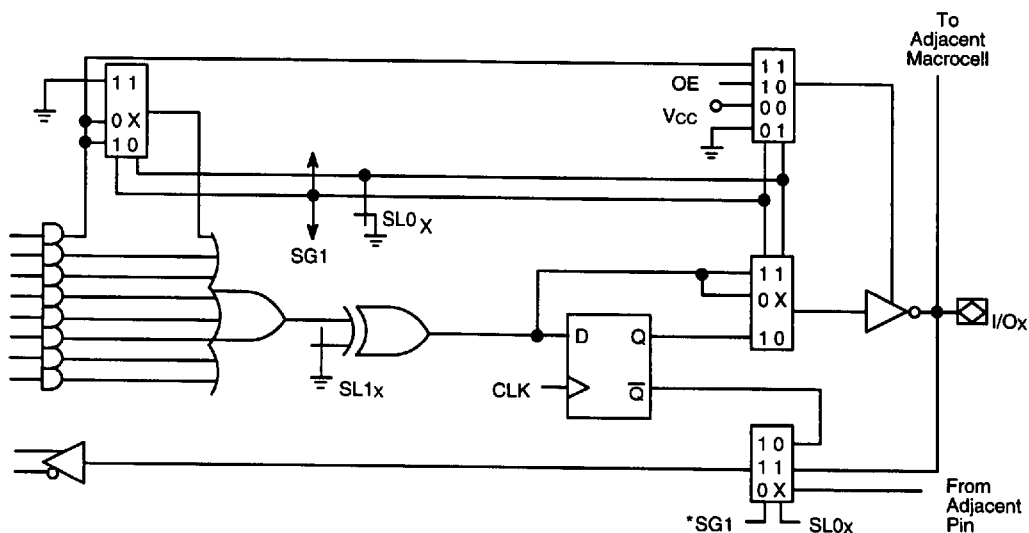 To
Adjacent
Macrocell
1 1
0 X
1 0
OE
VCC
1 1
1 0
0 0
0 1
SG1
SL0X
1 1
0 X
1 0
I/OX
D
Q
CLK
Q
SL1X
1 0
1 1
0 X
*SG1
SL0X
From
Adjacent
Pin